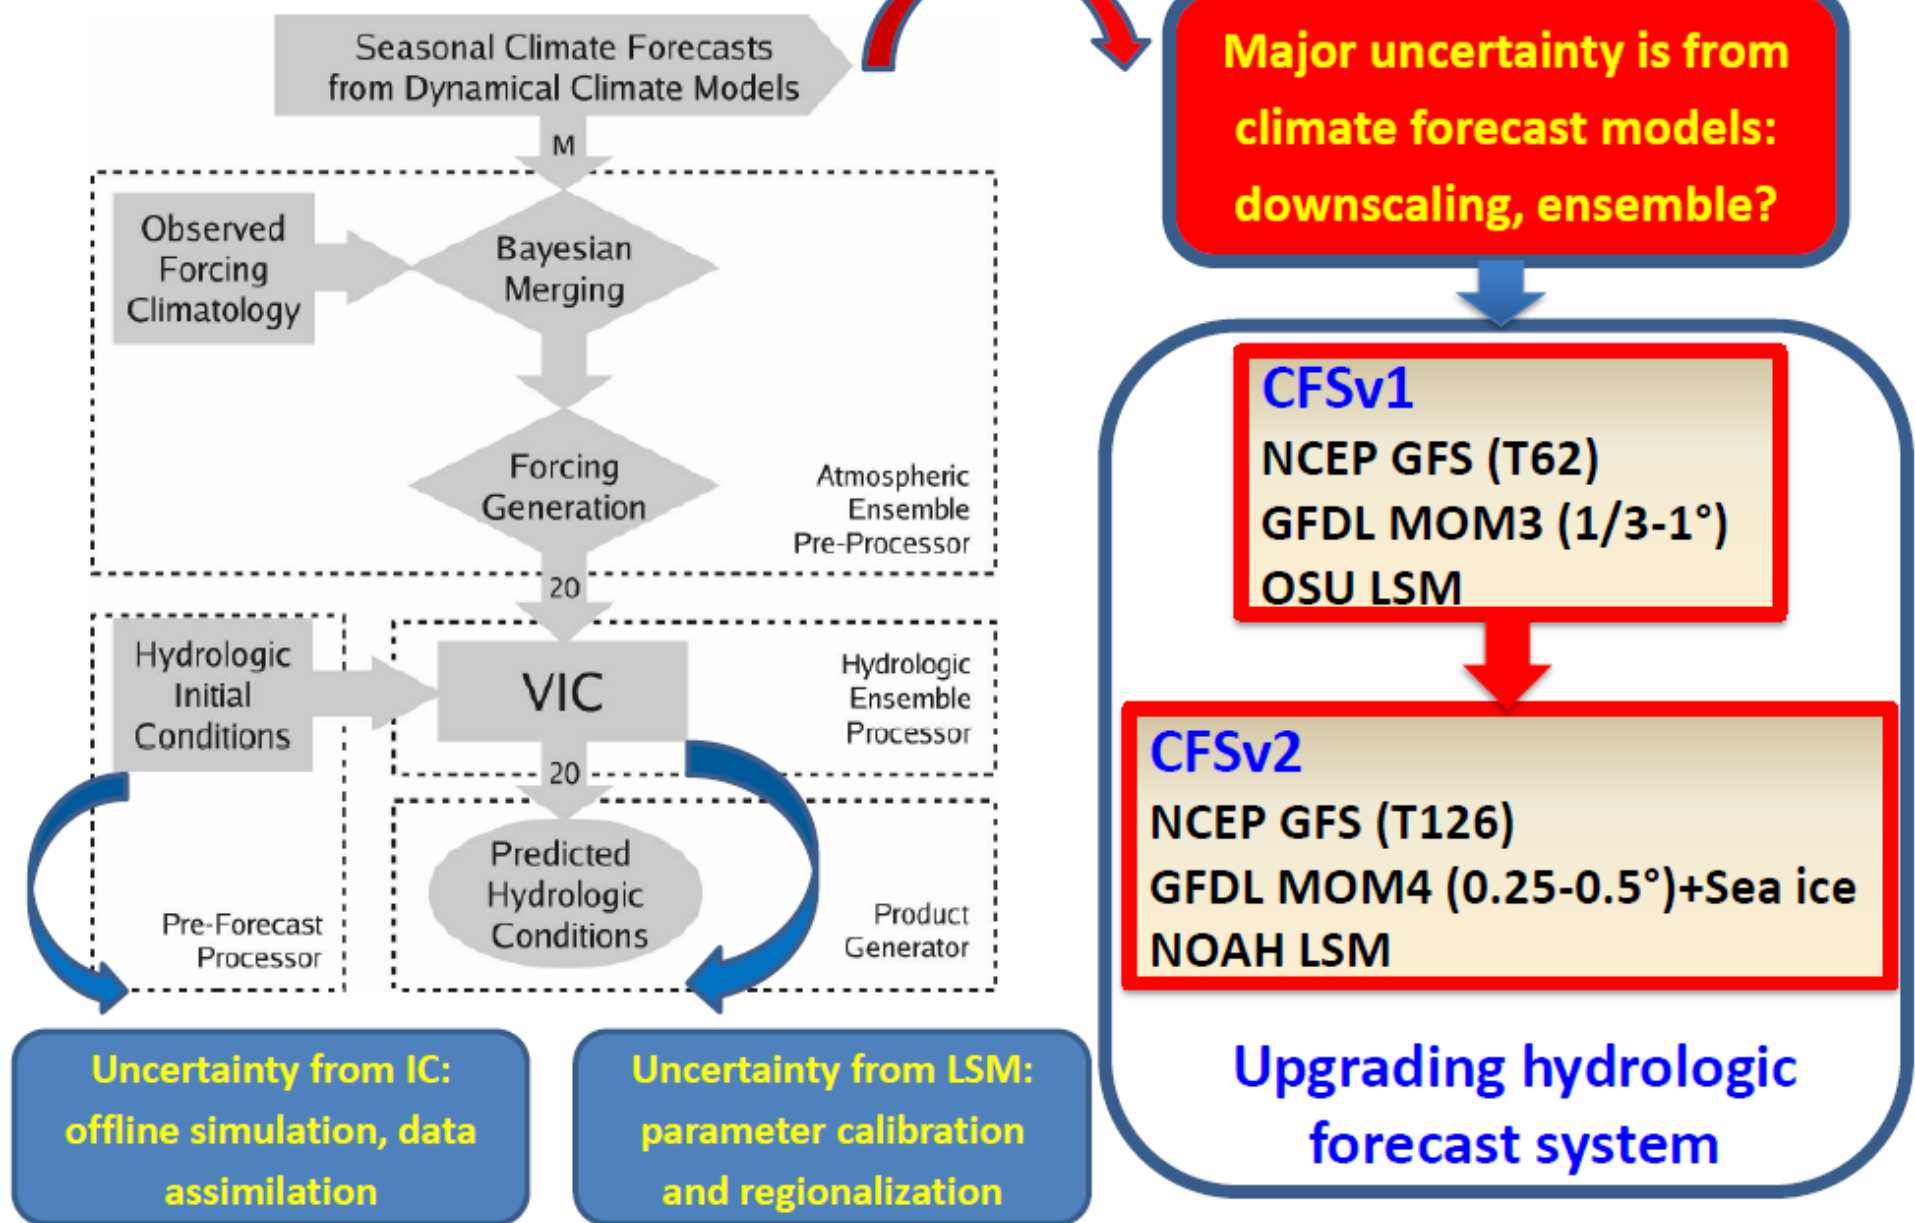 Seasonal Climate Forecasts
from Dynamical Climate Models
M
Observed
Forcing
Climatology
Bayesian
Merging
Forcing
Generation
Atmospheric
Ensemble
Pre-Processor
20
Hydrologic
Initial
Conditions
VIC
Hydrologic
Ensemble
Processor
20
Predicted
Hydrologic
Conditions
Pre-Forecast
Processor
Product
Generator
Uncertainty from IC:
offline simulation, data
assimilation
Uncertainty from LSM:
parameter calibration
and regionalization
Major uncertainty is from
climate forecast models:
downscaling, ensemble?
CFSv1
NCEP GFS (T62)
GFDL MOM3 (1/3-1°)
OSU LSM
CFSv2
NCEP GFS (T126)
GFDL MOM4 (0.25-0.5°)+Sea ice
NOAH LSM
Upgrading hydrologic
forecast system